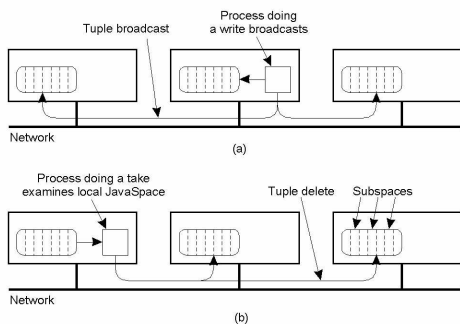 Process doing
a write broadcasts
Tuple broadcast
Network
(a)
Process doing a take
examines local JavaSpace
Tuple delete
Subspaces
Network
(b)